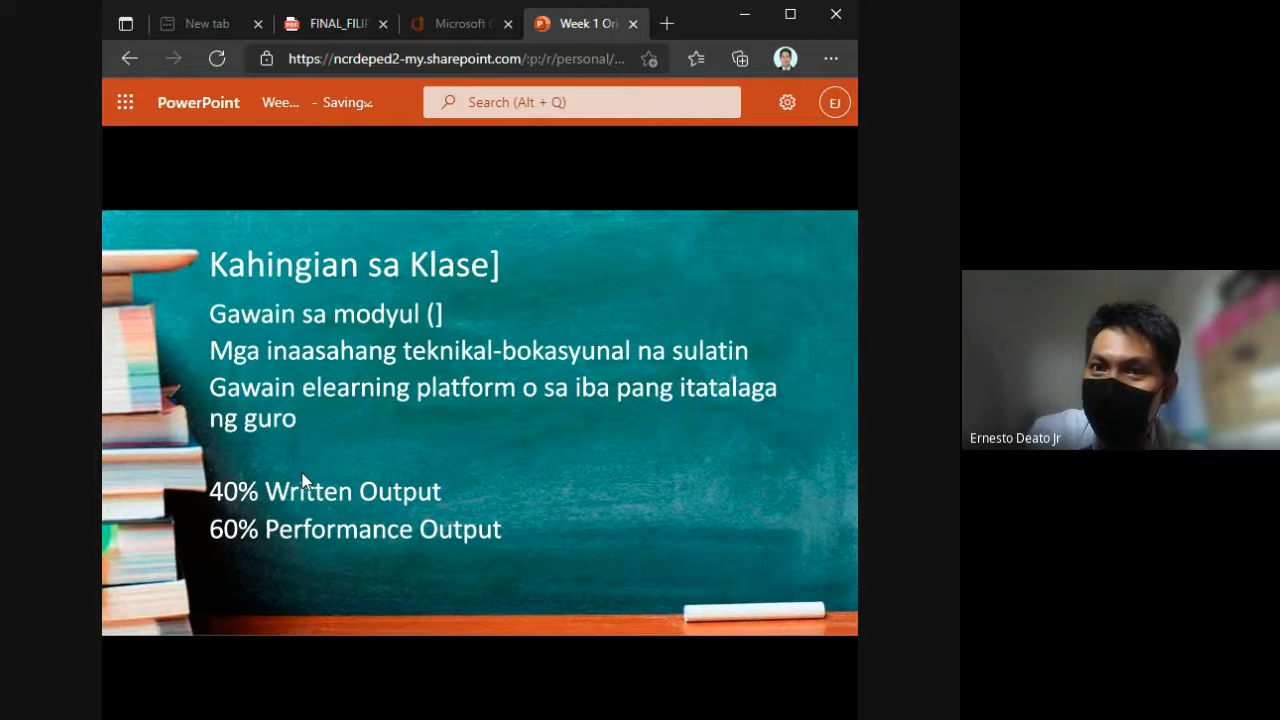 New tab
FINAL_FILIF
Microsoft
Week 1 Ori
https://ncrdeped2-my.sharepoint.com/:p:/r/personal/...
PowerPoint
Wee... - Saving...
Search (Alt + Q)
EJ
Kahingian sa Klase]
Gawain sa modyul (]
Mga inaasahang teknikal-bokasyunal na sulatin
Gawain elearning platform o sa iba pang itatalaga
ng guro
40% Written Output
60% Performance Output
Ernesto Deato Jr